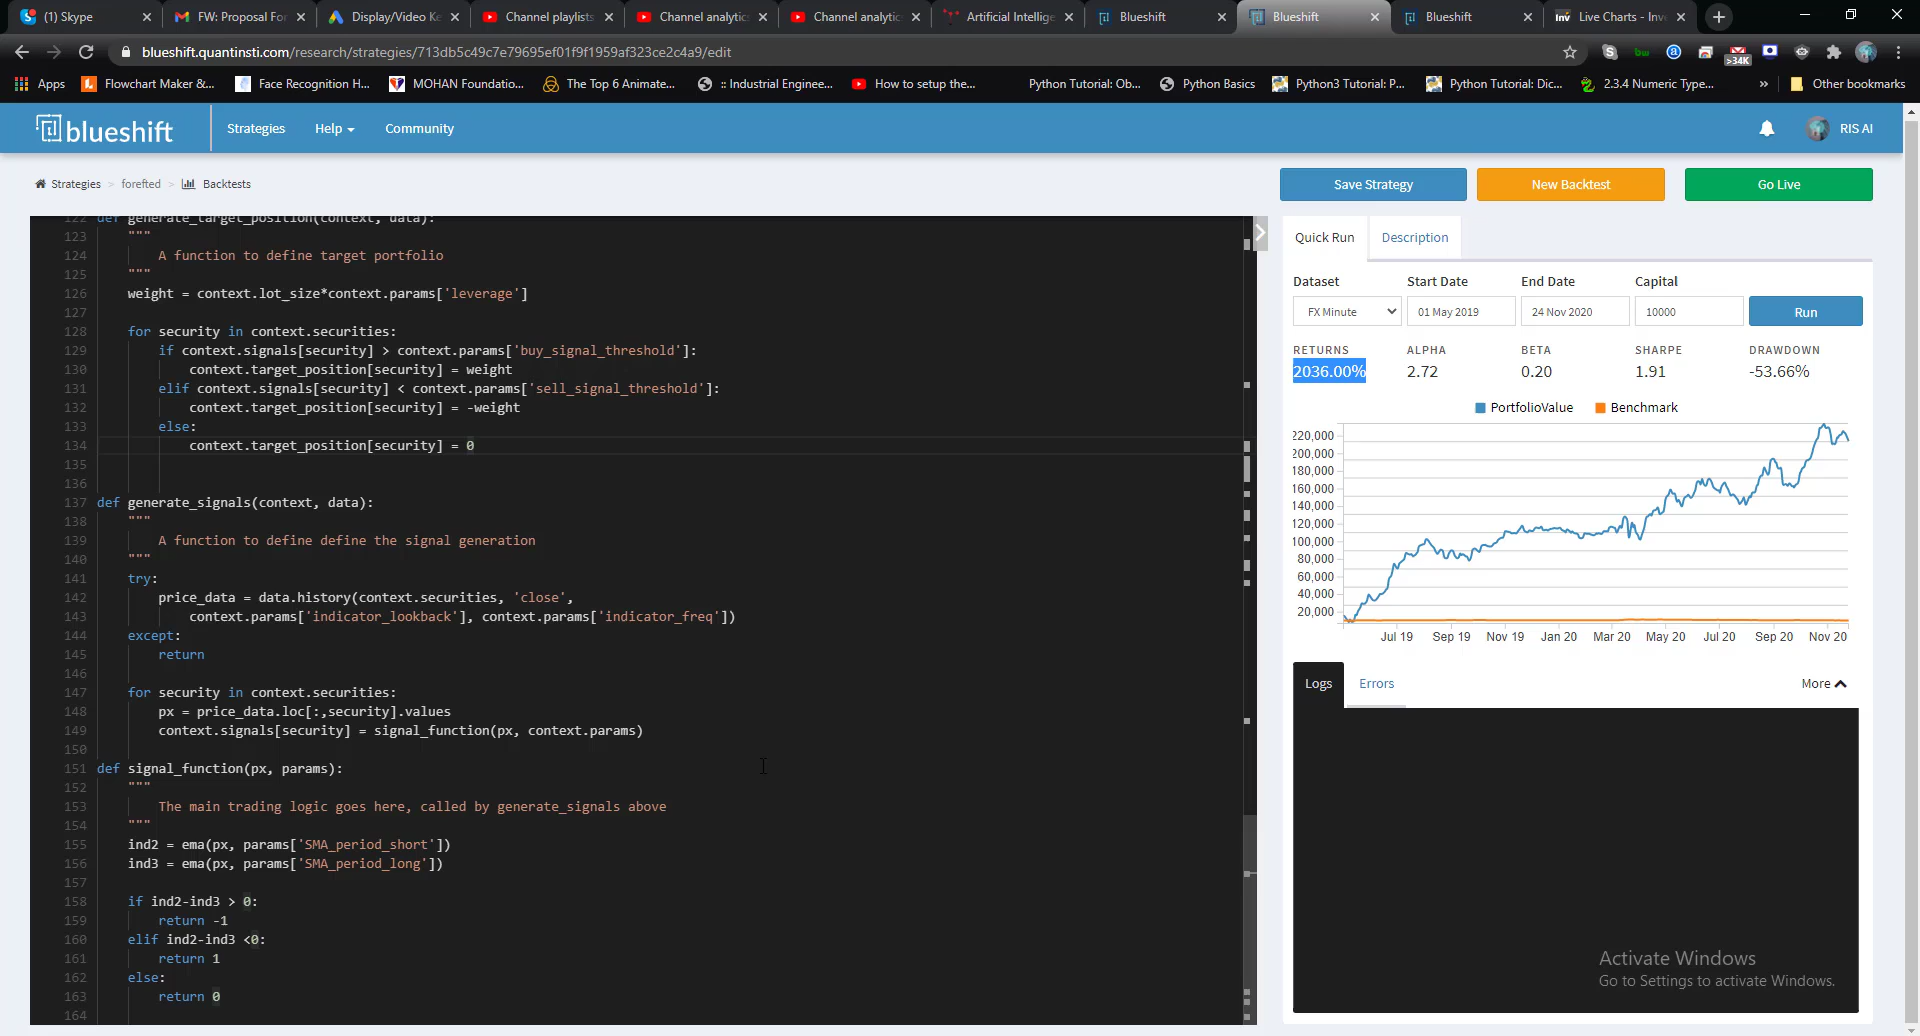 (1) Skype
FW: Proposal For
Display/Video Ke
Channel playlists
Channel analytic
Channel analytic
Artificial Intellige
Blueshift
Blueshift
Blueshift
Inv
Live Charts - Inv
blueshift.quantinsti.com/research/strategies/713db5c49c7e79695ef01f9f1959af323ce2c4a9/edit
>34K
Apps
Flowchart Maker &...
Face Recognition H...
MOHAN Foundatio...
The Top 6 Animate...
:: Industrial Enginee...
How to setup the...
Python Tutorial: Ob...
Python Basics
Python3 Tutorial: P...
Python Tutorial: Dic...
2.3.4 Numeric Type...
»
Other bookmarks
blueshift
Strategies
Help
Community
RIS AI
Strategies > forefted > Backtests
Save Strategy
New Backtest
Go Live
122 def generate_target_position(context, data):
123 """
124 A function to define target portfolio
125 """
126 weight = context.lot_size*context.params['leverage']
127
128 for security in context.securities:
129 if context.signals[security] > context.params['buy_signal_threshold']:
130 context.target_position[security] = weight
131 elif context.signals[security] < context.params['sell_signal_threshold']:
132 context.target_position[security] = -weight
133 else:
134 context.target_position[security] = 0
135
136
137 def generate_signals(context, data):
138 """
139 A function to define define the signal generation
140 """
141 try:
142 price_data = data.history(context.securities, 'close',
143 context.params['indicator_lookback'], context.params['indicator_freq'])
144 except:
145 return
146
147 for security in context.securities:
148 px = price_data.loc[:,security].values
149 context.signals[security] = signal_function(px, context.params)
150
151 def signal_function(px, params):
152 """
153 The main trading logic goes here, called by generate_signals above
154 """
155 ind2 = ema(px, params['SMA_period_short'])
156 ind3 = ema(px, params['SMA_period_long'])
157
158 if ind2-ind3 > 0:
159 return -1
160 elif ind2-ind3 <0:
161 return 1
162 else:
163 return 0
164
Quick Run
Description
Dataset Start Date End Date Capital
FX Minute 01 May 2019 24 Nov 2020 10000 Run
RETURNS ALPHA BETA SHARPE DRAWDOWN
2036.00% 2.72 0.20 1.91 -53.66%
PortfolioValue Benchmark
220,000
200,000
180,000
160,000
140,000
120,000
100,000
80,000
60,000
40,000
20,000
Jul 19 Sep 19 Nov 19 Jan 20 Mar 20 May 20 Jul 20 Sep 20 Nov 20
Logs Errors More
Activate Windows
Go to Settings to activate Windows.